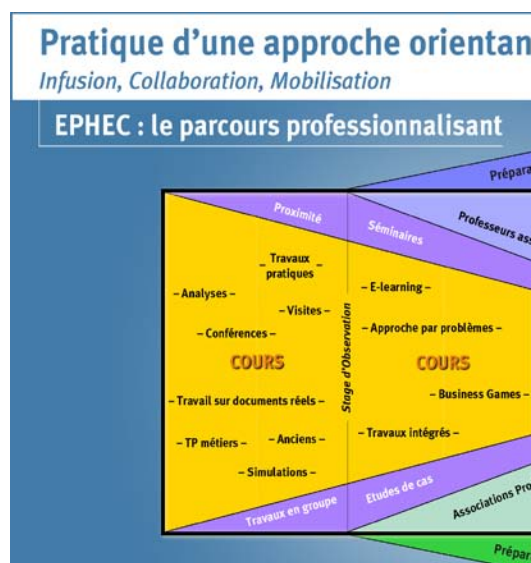 Pratique d'une approche orientan
Infusion, Collaboration, Mobilisation
EPHEC : le parcours professionnalisant
Prépara
Proximité
Séminaires
Professeurs ass
– Travaux
pratiques –
– E-learning –
– Analyses –
– Visites –
– Conférences –
– Approche par problèmes –
COURS
Stage d'Observation
COURS
– Travail sur documents réels –
– Business Games –
– TP métiers –
– Anciens –
– Travaux intégrés –
– Simulations –
Travaux en groupe
Etudes de cas
Associations Pro
Prépar